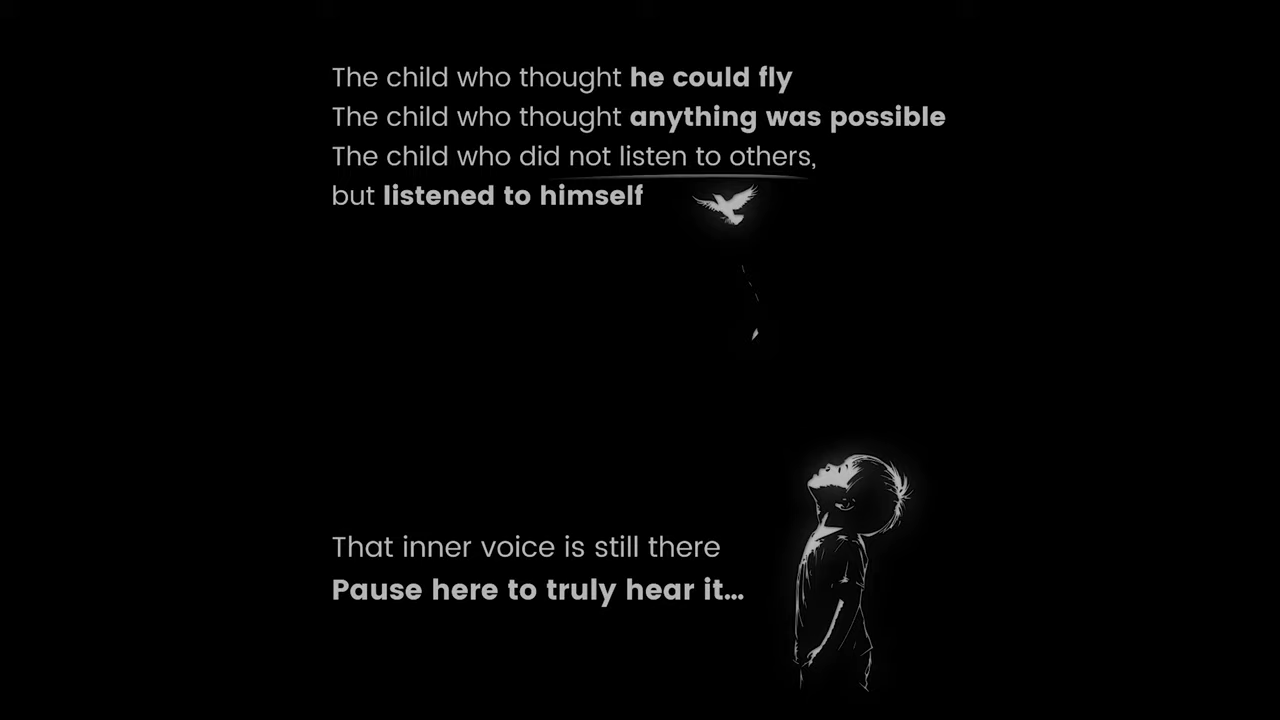 The child who thought he could fly
The child who thought anything was possible
The child who did not listen to others,
but listened to himself
That inner voice is still there
Pause here to truly hear it...